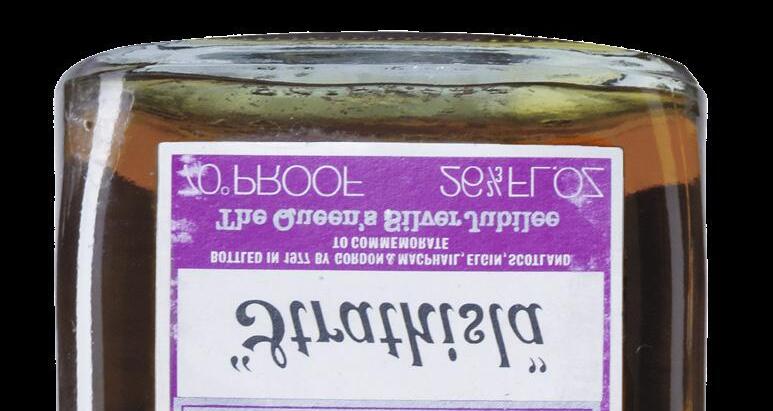 "Strathisla"
BOTTLED IN 1977 BY GORDON & MACPHAIL, ELGIN, SCOTLAND
TO COMMEMORATE
The Queen's Silver Jubilee
70° PROOF 26⅔ FL.OZ